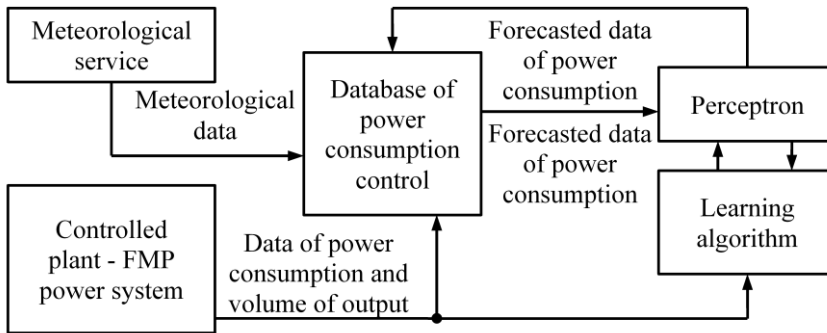 Meteorological
service
Meteorological
data
Database of
power
consumption
control
Forecasted data
of power
consumption
Forecasted data
of power
consumption
Perceptron
Learning
algorithm
Controlled
plant - FMP
power system
Data of power
consumption and
volume of output